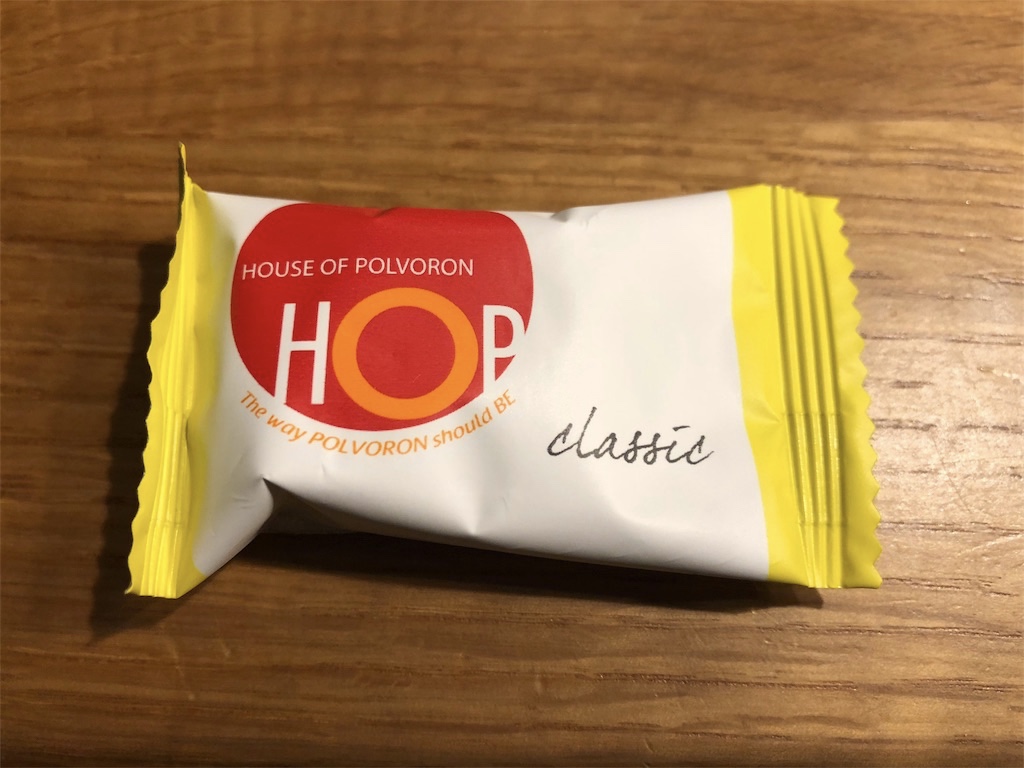 HOUSE OF POLVORON
HOP
The way POLVORON should BE
classic